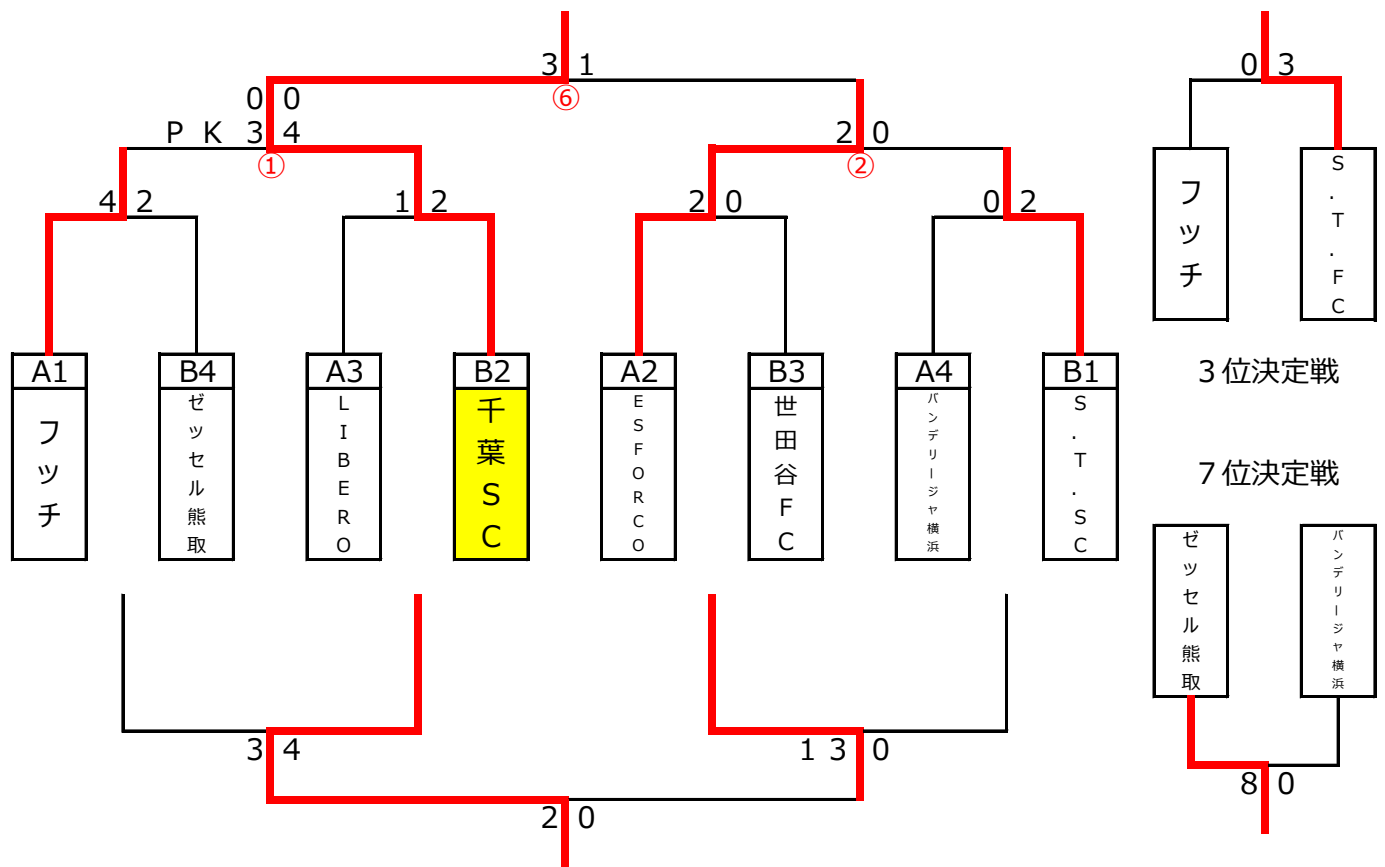 3 1
0 3
⑥
0 0
P K 3 4
2 0
①
②
4 2
1 2
2 0
0 2
フッチ
S.T.FC
A1
B4
A3
B2
A2
B3
A4
B1
3位決定戦
フッチ
ゼッセル熊取
LIBERO
千葉SC
ESFORCO
世田谷FC
バンデリージャ横浜
S.T.SC
7位決定戦
ゼッセル熊取
バンデリージャ横浜
3 4
1 3 0
8 0
2 0